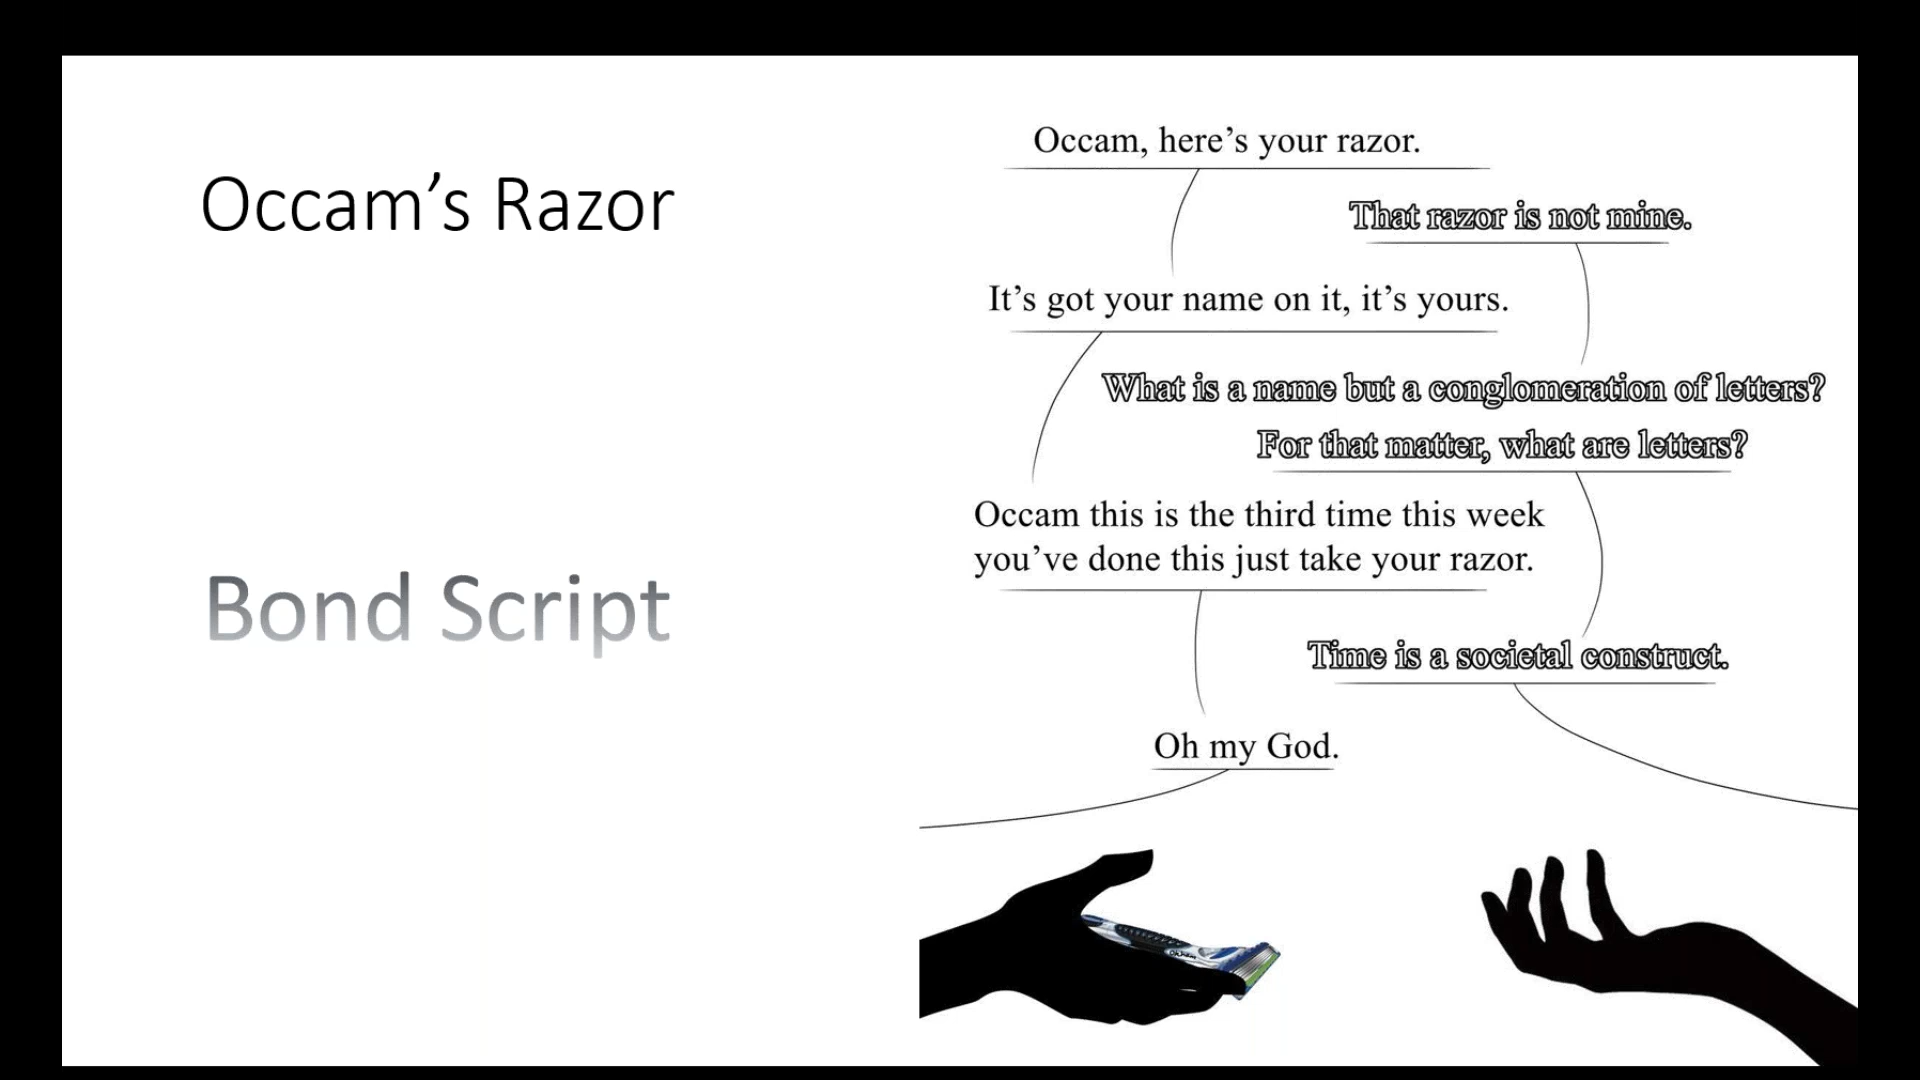 Occam’s Razor
Bond Script
Occam, here’s your razor.
That razor is not mine.
It’s got your name on it, it’s yours.
What is a name but a conglomeration of letters?
For that matter, what are letters?
Occam this is the third time this week
you’ve done this just take your razor.
Time is a societal construct.
Oh my God.